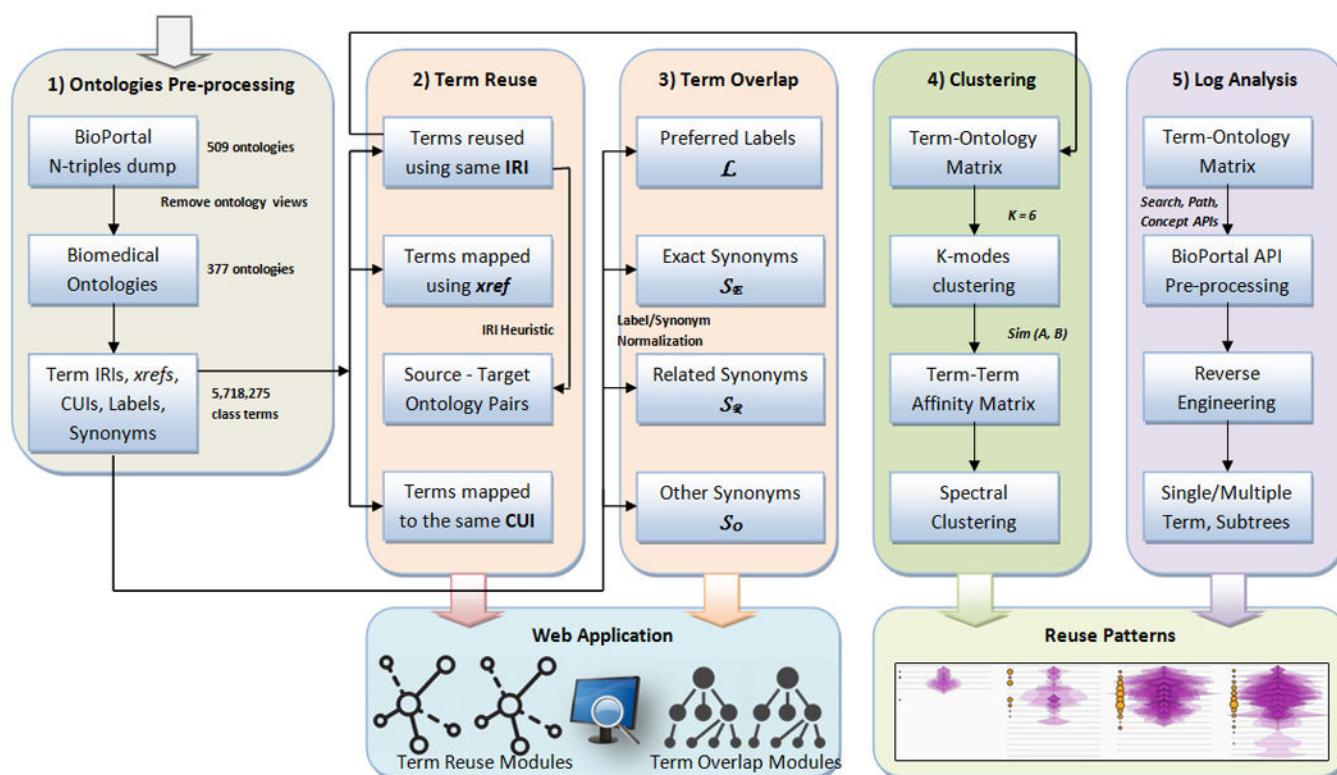 1) Ontologies Pre-processing
BioPortal
N-triples dump
509 ontologies
Remove ontology views
Biomedical
Ontologies
377 ontologies
Term IRIs, xrefs,
CUIs, Labels,
Synonyms
5,718,275
class terms
2) Term Reuse
Terms reused
using same IRI
Terms mapped
using xref
IRI Heuristic
Source - Target
Ontology Pairs
Terms mapped
to the same CUI
3) Term Overlap
Preferred Labels
ℒ
Exact Synonyms
𝒮_E
Label/Synonym
Normalization
Related Synonyms
𝒮_R
Other Synonyms
𝒮_O
4) Clustering
Term-Ontology
Matrix
K = 6
K-modes
clustering
Sim (A, B)
Term-Term
Affinity Matrix
Spectral
Clustering
5) Log Analysis
Term-Ontology
Matrix
Search, Path,
Concept APIs
BioPortal API
Pre-processing
Reverse
Engineering
Single/Multiple
Term, Subtrees
Web Application
Term Reuse Modules
Term Overlap Modules
Reuse Patterns